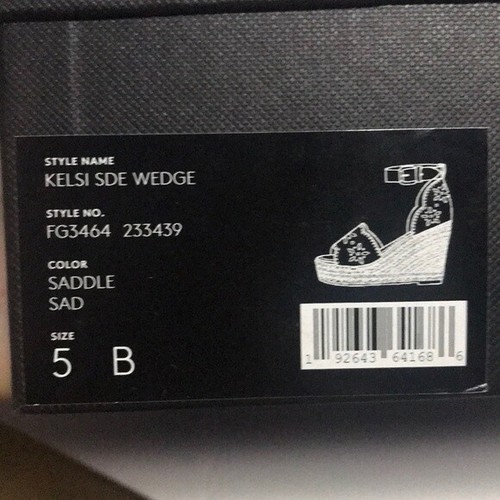 STYLE NAME
KELSI SDE WEDGE
STYLE NO.
FG3464 233439
COLOR
SADDLE
SAD
SIZE
5 B
1 92643 64168 6